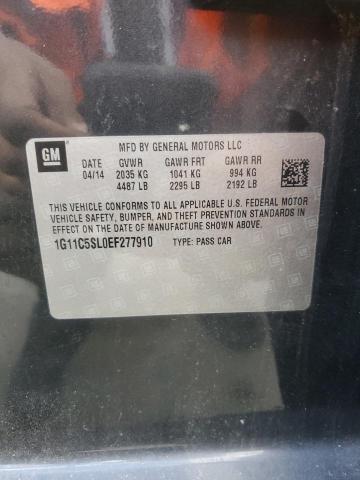 GM
MFD BY GENERAL MOTORS LLC
DATE GVWR GAWR FRT GAWR RR
04/14 2035 KG 1041 KG 994 KG
4487 LB 2295 LB 2192 LB
THIS VEHICLE CONFORMS TO ALL APPLICABLE U.S. FEDERAL MOTOR
VEHICLE SAFETY, BUMPER, AND THEFT PREVENTION STANDARDS IN
EFFECT ON THE DATE OF MANUFACTURE SHOWN ABOVE.
1G11C5SL0EF277910 TYPE: PASS CAR